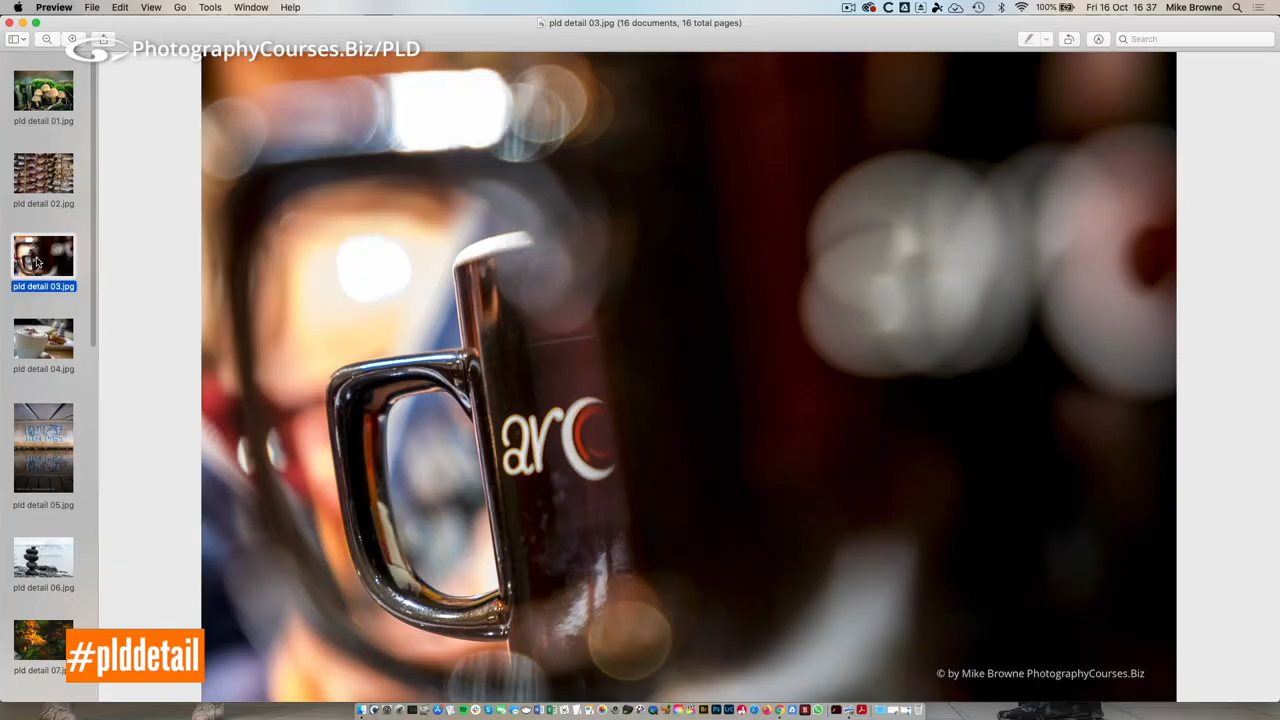 Preview File Edit View Go Tools Window Help 100% Fri 16 Oct 16 37 Mike Browne
pld detail 03.jpg (16 documents, 16 total pages)
PhotographyCourses.Biz/PLD
Search
pld detail 01.jpg
pld detail 02.jpg
pld detail 03.jpg
pld detail 04.jpg
pld detail 05.jpg
pld detail 06.jpg
pld detail 07.j
#plddetail
arc
© by Mike Browne PhotographyCourses.Biz